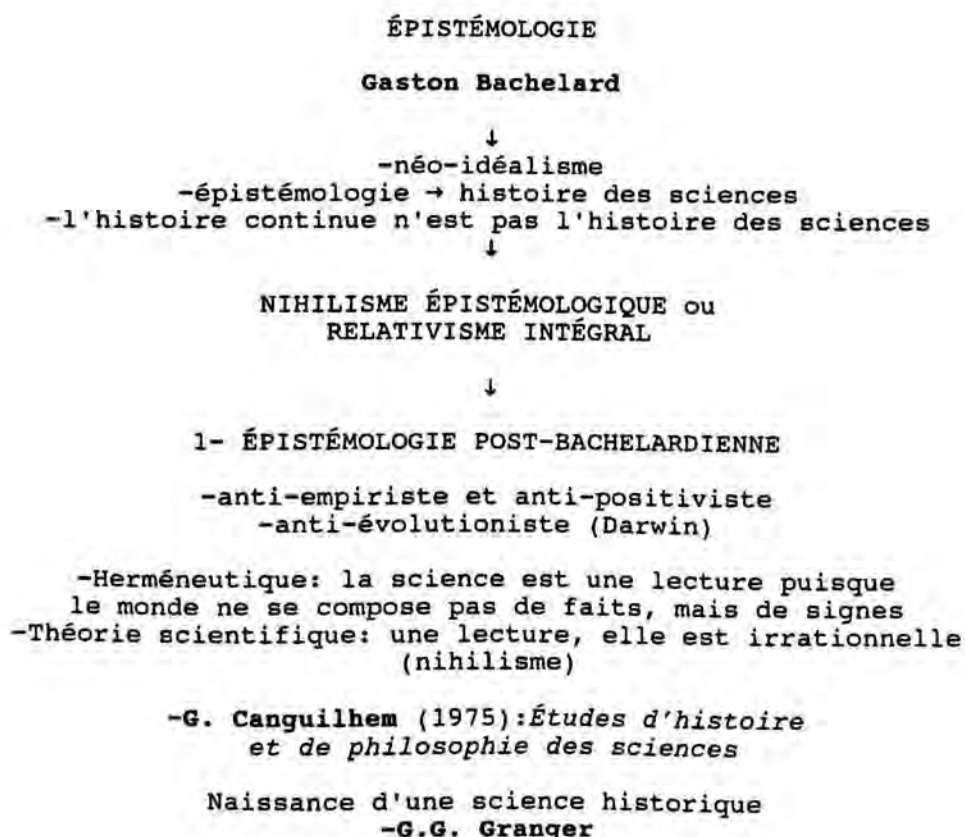 ÉPISTÉMOLOGIE
Gaston Bachelard
↓
-néo-idéalisme
-épistémologie → histoire des sciences
-l'histoire continue n'est pas l'histoire des sciences
↓
NIHILISME ÉPISTÉMOLOGIQUE ou
RELATIVISME INTÉGRAL
↓
1- ÉPISTÉMOLOGIE POST-BACHELARDIENNE
-anti-empiriste et anti-positiviste
-anti-évolutioniste (Darwin)
-Herméneutique: la science est une lecture puisque
le monde ne se compose pas de faits, mais de signes
-Théorie scientifique: une lecture, elle est irrationnelle
(nihilisme)
-G. Canguilhem (1975):Études d'histoire
et de philosophie des sciences
Naissance d'une science historique
-G.G. Granger